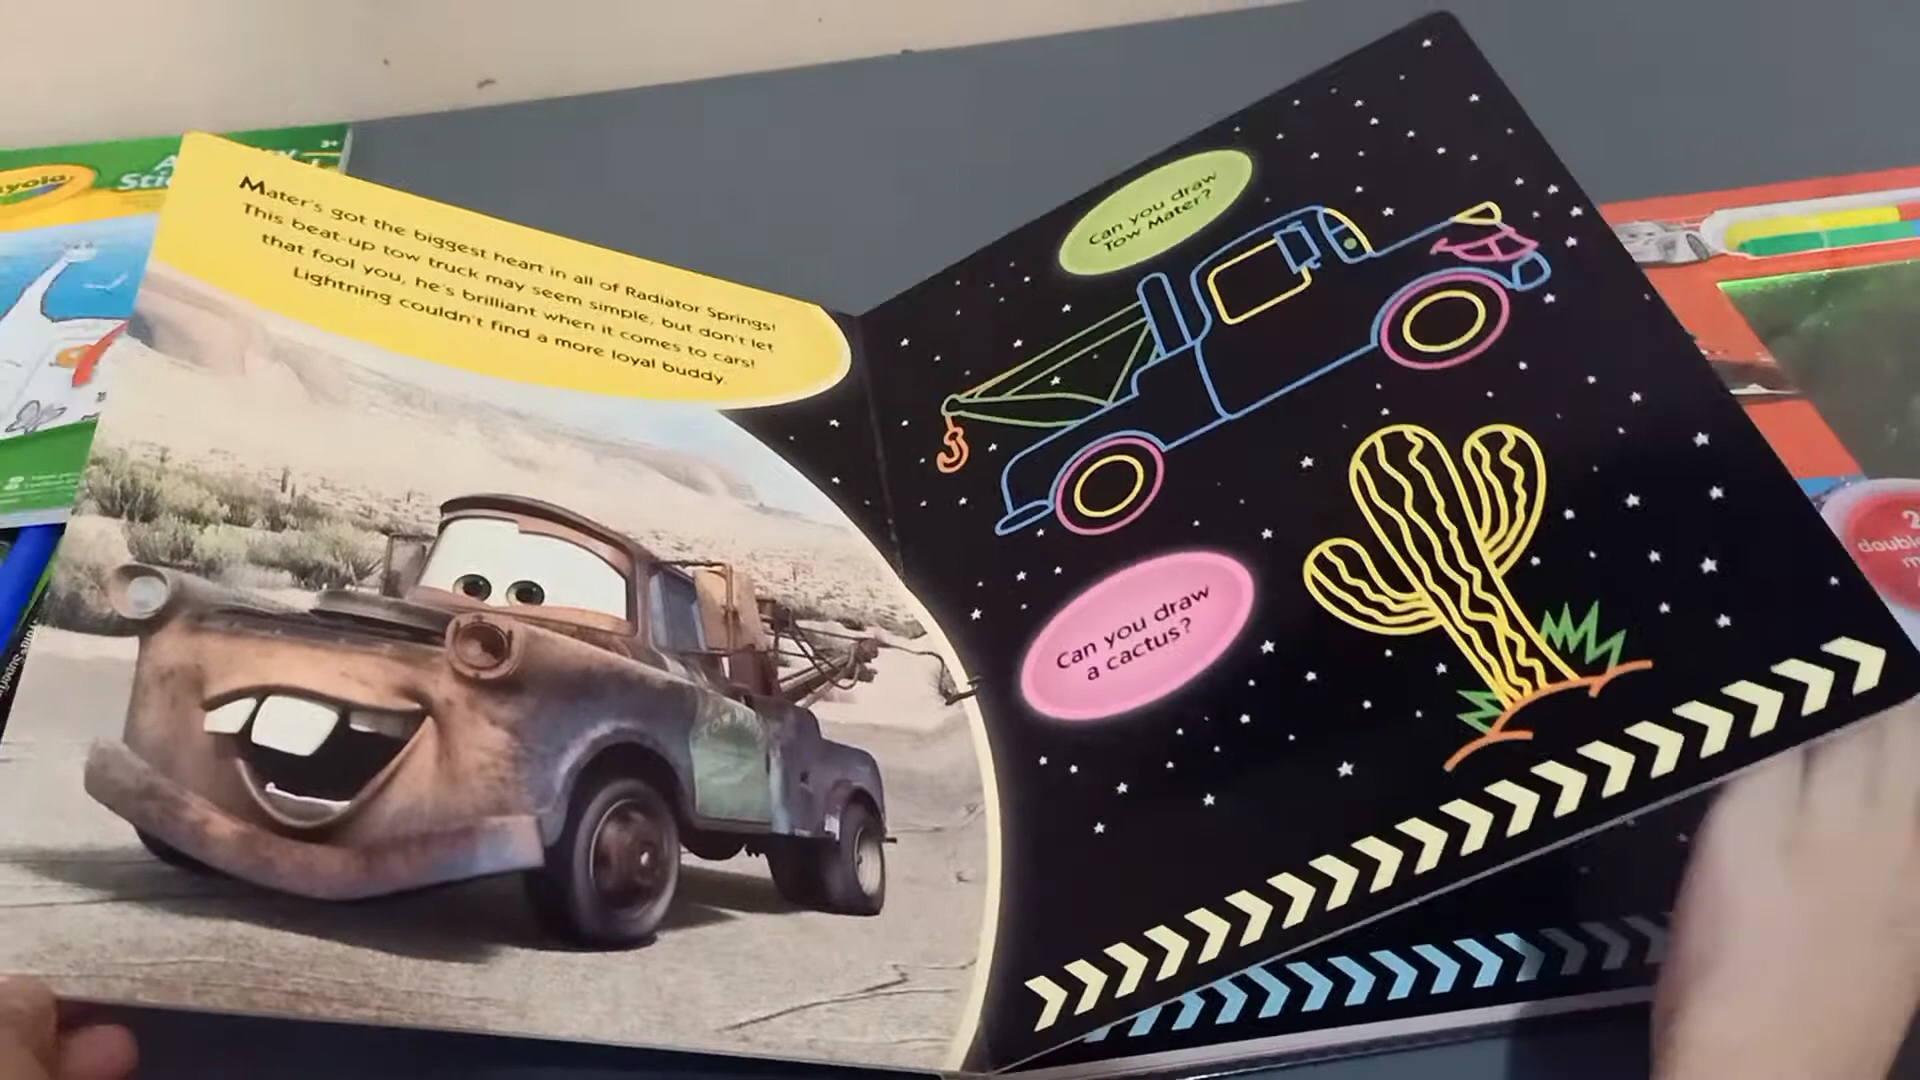 Mater's got the biggest heart in all of Radiator Springs!
This beat-up tow truck may seem simple, but don't let
that fool you, he's brilliant when it comes to cars!
Lightning couldn't find a more loyal buddy.
Can you draw
Tow Mater?
Can you draw
a cactus?
3+